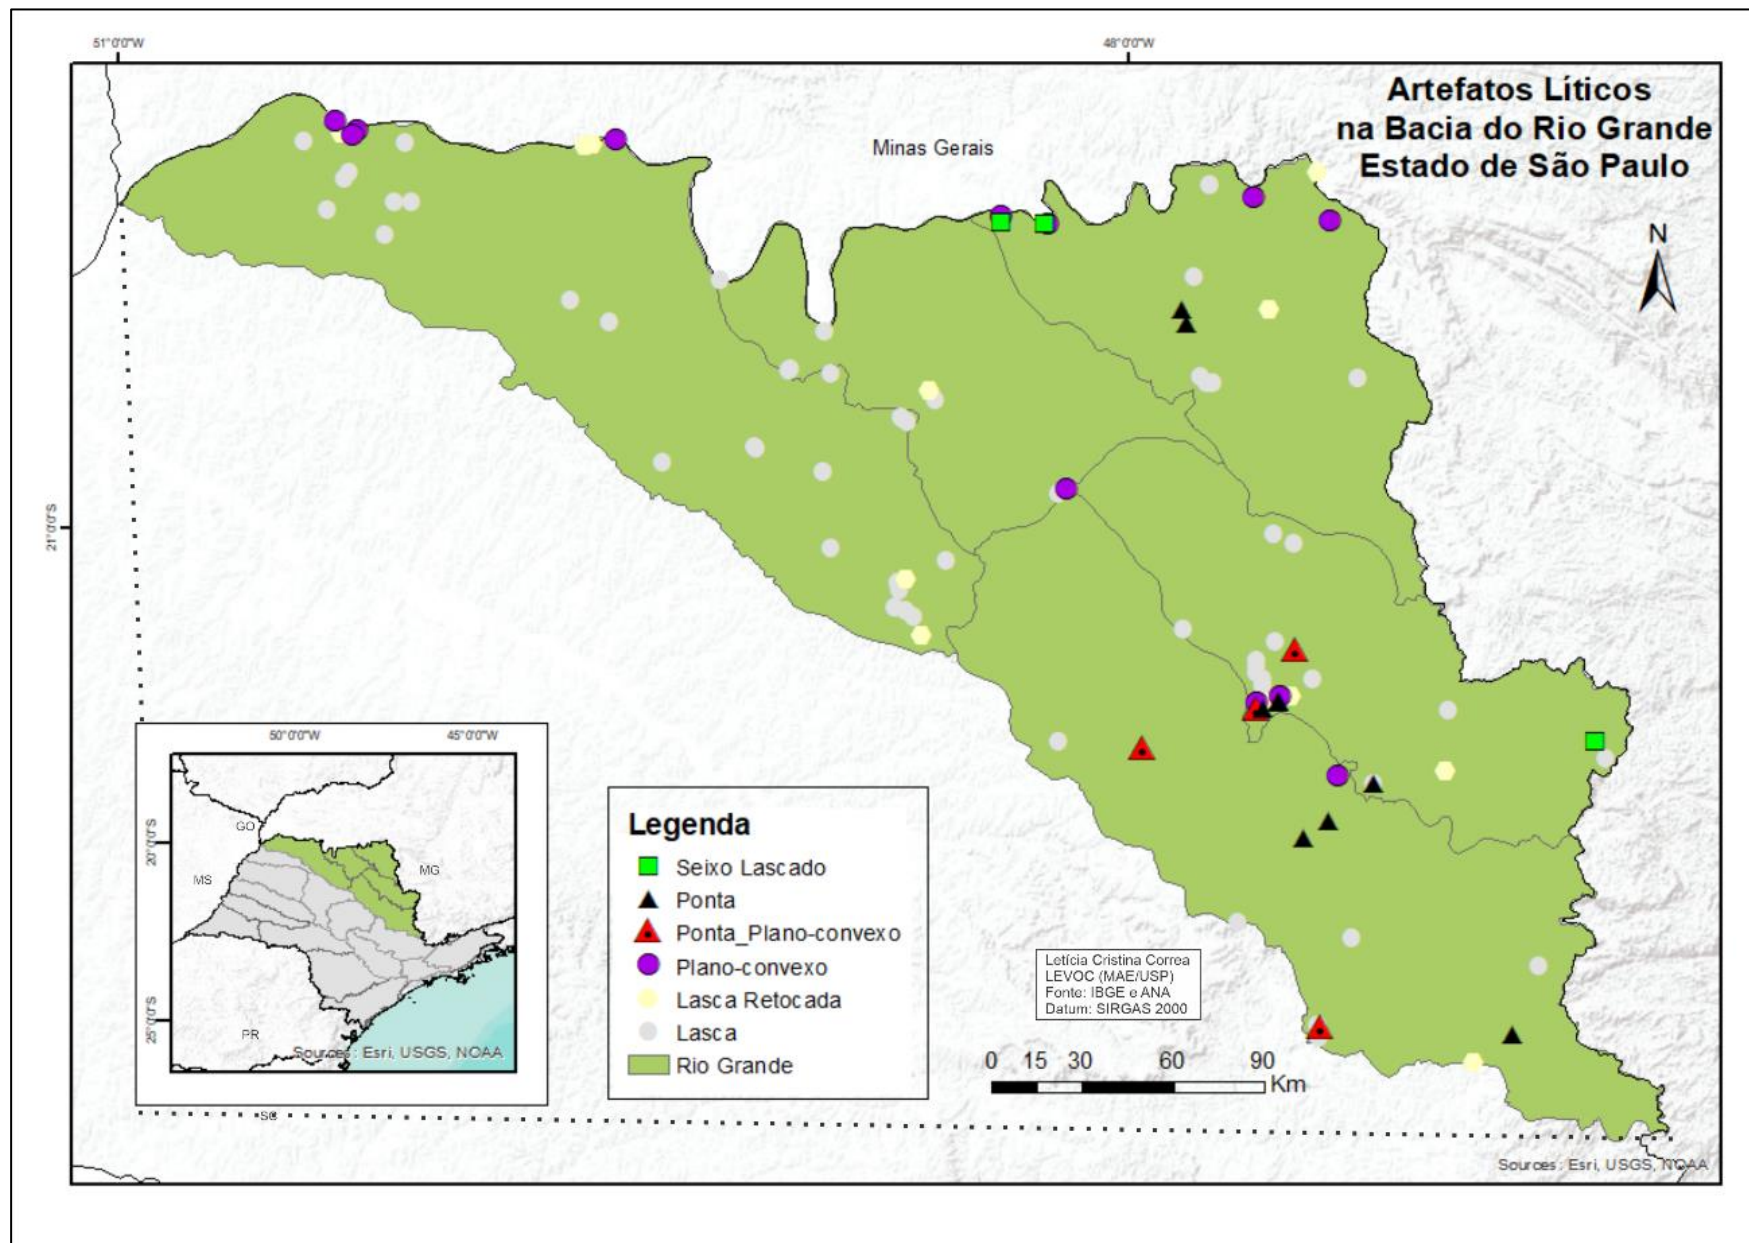 51°0'0"W
48°0'0"W
Artefatos Líticos
na Bacia do Rio Grande
Estado de São Paulo
Minas Gerais
N
21°0'0"S
50°0'0"W
45°0'0"W
GO
20°0'0"S
MS
MG
25°0'0"S
PR
Sources: Esri, USGS, NOAA
SC
Legenda
Seixo Lascado
Ponta
Ponta_Plano-convexo
Plano-convexo
Lasca Retocada
Lasca
Rio Grande
Letícia Cristina Correa
LEVOC (MAE/USP)
Fonte: IBGE e ANA
Datum: SIRGAS 2000
0 15 30 60 90
Km
Sources: Esri, USGS, NOAA